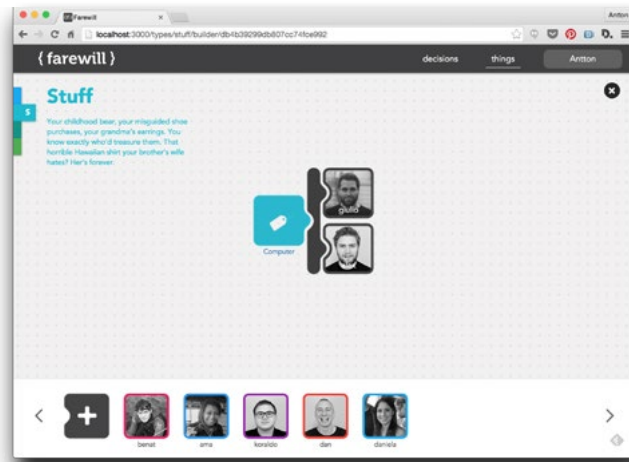 Farewill
Antton
localhost:3000/types/stuff/builder/db4b39299db807cc74fce992
{ farewill }
decisions
things
Antton
Stuff
$
Your childhood bear, your misguided shoe
purchases, your grandma's earrings. You
know exactly who'd treasure them. That
horrible Hawaiian shirt your brother's wife
hates? Her's forever.
giulio
Computer
benat
ama
koraldo
dan
daniela